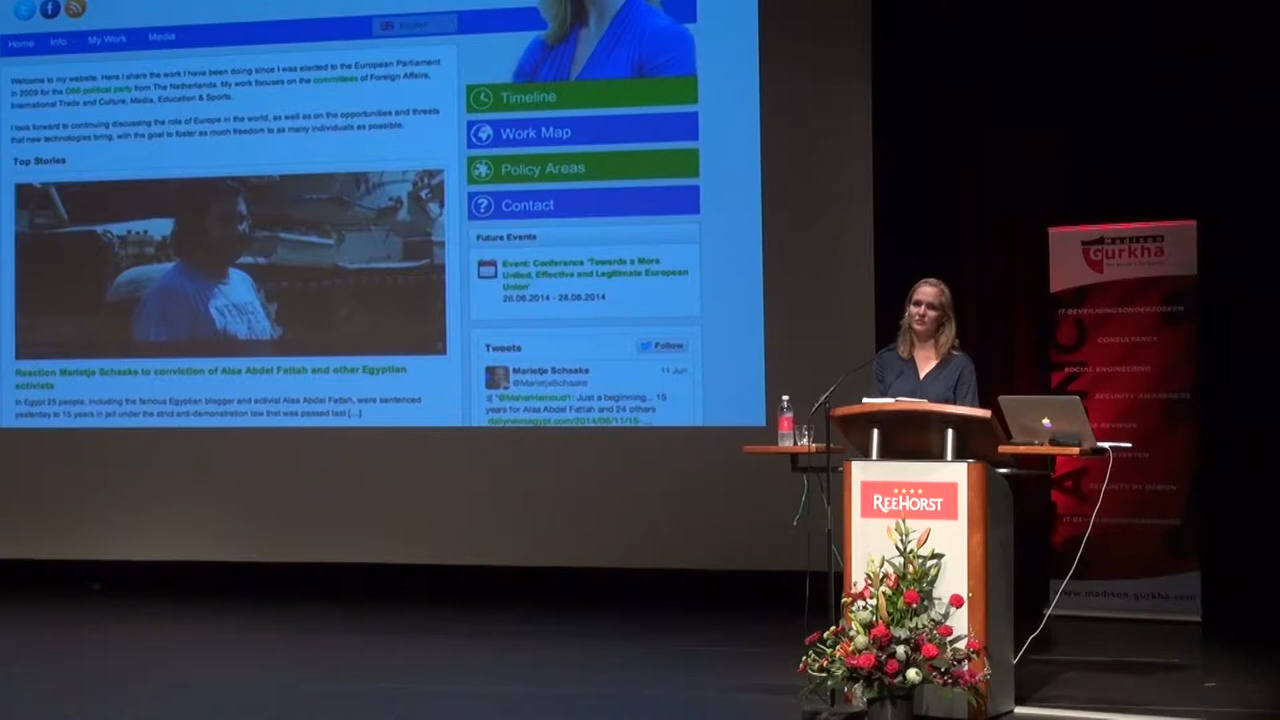 English
Home Info My Work Media
Welcome to my website. Here I share the work I have been doing since I was elected to the European Parliament
in 2009 for the D66 political party from The Netherlands. My work focuses on the committees of Foreign Affairs,
International Trade and Culture, Media, Education & Sports.
I look forward to continuing discussing the role of Europe in the world, as well as on the opportunities and threats
that new technologies bring, with the goal to foster as much freedom to as many individuals as possible.
Top Stories
Reaction Marietje Schaake to conviction of Alaa Abdel Fattah and other Egyptian
activists
In Egypt 25 people, including the famous Egyptian blogger and activist Alaa Abdel Fattah, were sentenced
yesterday to 15 years in jail under the strict anti-demonstration law that was passed last [...]
Timeline
Work Map
Policy Areas
Contact
Future Events
Event: Conference 'Towards a More
United, Effective and Legitimate European
Union'
28.06.2014 - 28.06.2014
Tweets
Follow
Marietje Schaake
11 Jun
@MarietjeSchaake
:( "@MaherHamoud1: Just a beginning... 15
years for Alaa Abdel Fattah and 24 others
dailynewsegypt.com/2014/06/11/15-...
REEHORST
Madison
Gurkha
IT-BEVEILIGINGSONDERZOEKEN
CONSULTANCY
SOCIAL ENGINEERING
SECURITY AWARENESS
SECURITY BY DESIGN
www.madison-gurkha.com